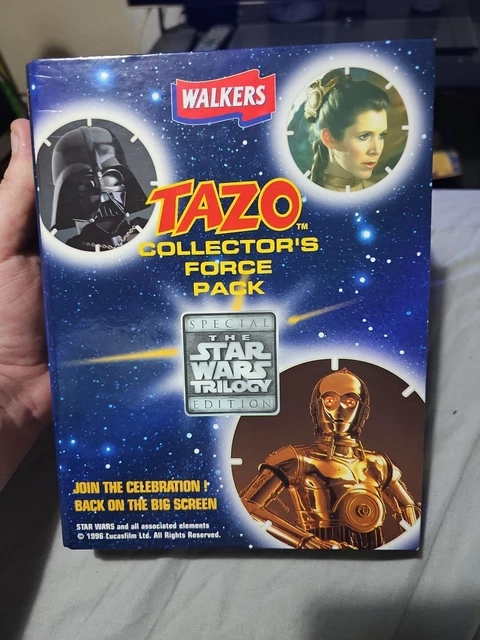 WALKERS
TAZO™
COLLECTOR'S
FORCE
PACK
SPECIAL
THE
STAR
WARS
TRILOGY
EDITION
JOIN THE CELEBRATION !
BACK ON THE BIG SCREEN
STAR WARS and all associated elements
© 1996 Lucasfilm Ltd. All Rights Reserved.